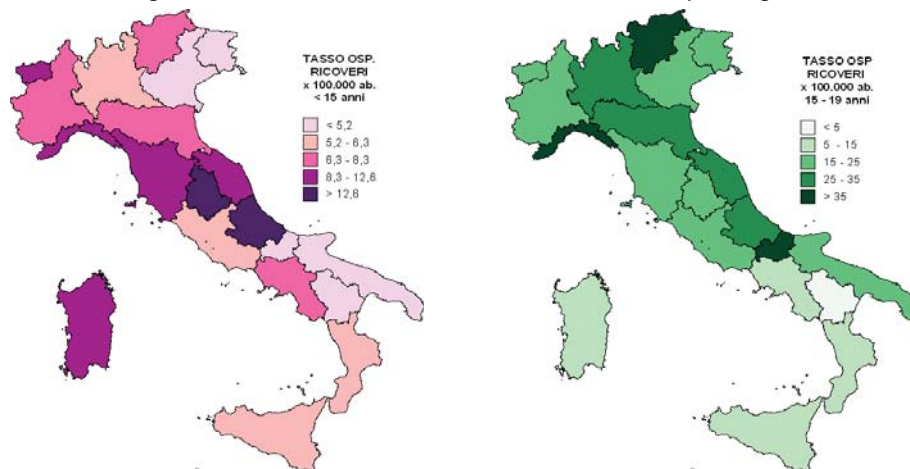 TASSO OSP.
RICOVERI
x 100.000 ab.
< 15 anni
< 5,2
5,2 - 6,3
6,3 - 8,3
8,3 - 12,6
> 12,6
TASSO OSP
RICOVERI
x 100.000 ab.
15 - 19 anni
< 5
5 - 15
15 - 25
25 - 35
> 35